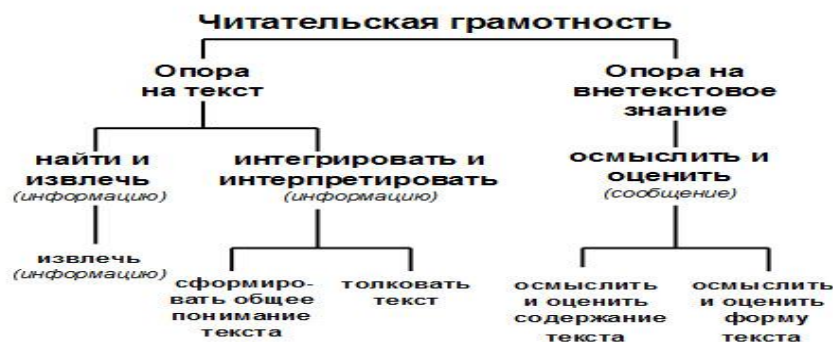 Читательская грамотность
Опора
на текст
Опора на
внетекстовое
знание
найти и
извлечь
(информацию)
интегрировать и
интерпретировать
(информацию)
осмыслить и
оценить
(сообщение)
извлечь
(информацию)
сформиро-
вать общее
понимание
текста
толковать
текст
осмыслить
и оценить
содержание
текста
осмыслить
и оценить
форму
текста